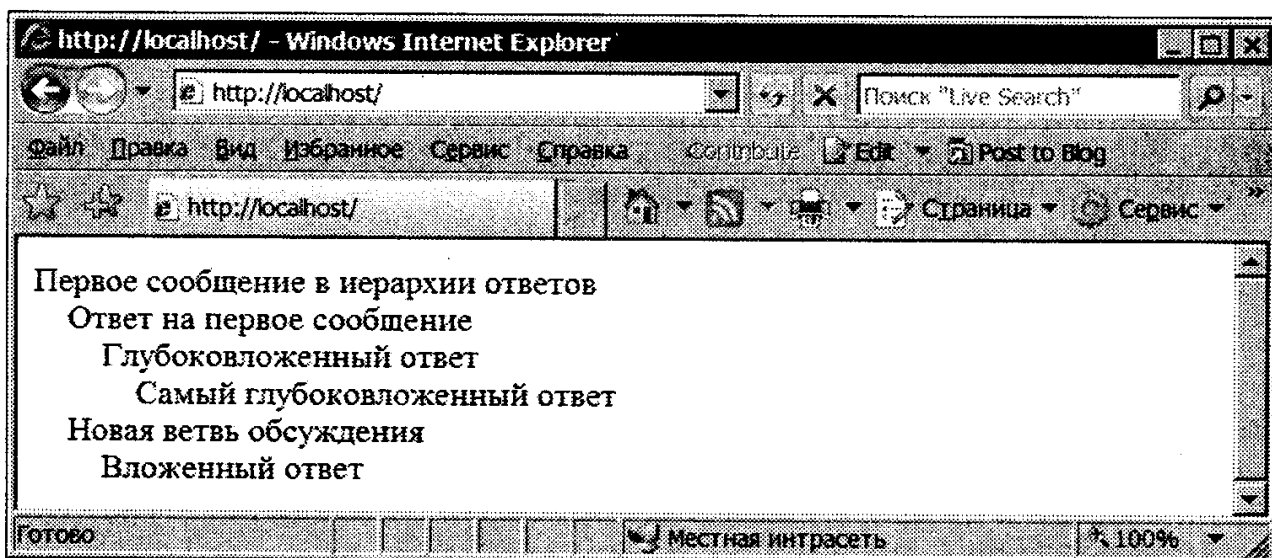 http://localhost/ - Windows Internet Explorer
http://localhost/
Поиск "Live Search"
Файл Правка Вид Избранное Сервис Справка Contribute Edit Post to Blog
http://localhost/ Страница Сервис »
Первое сообщение в иерархии ответов
Ответ на первое сообщение
Глубоковложенный ответ
Самый глубоковложенный ответ
Новая ветвь обсуждения
Вложенный ответ
Готово Местная интрасеть 100%